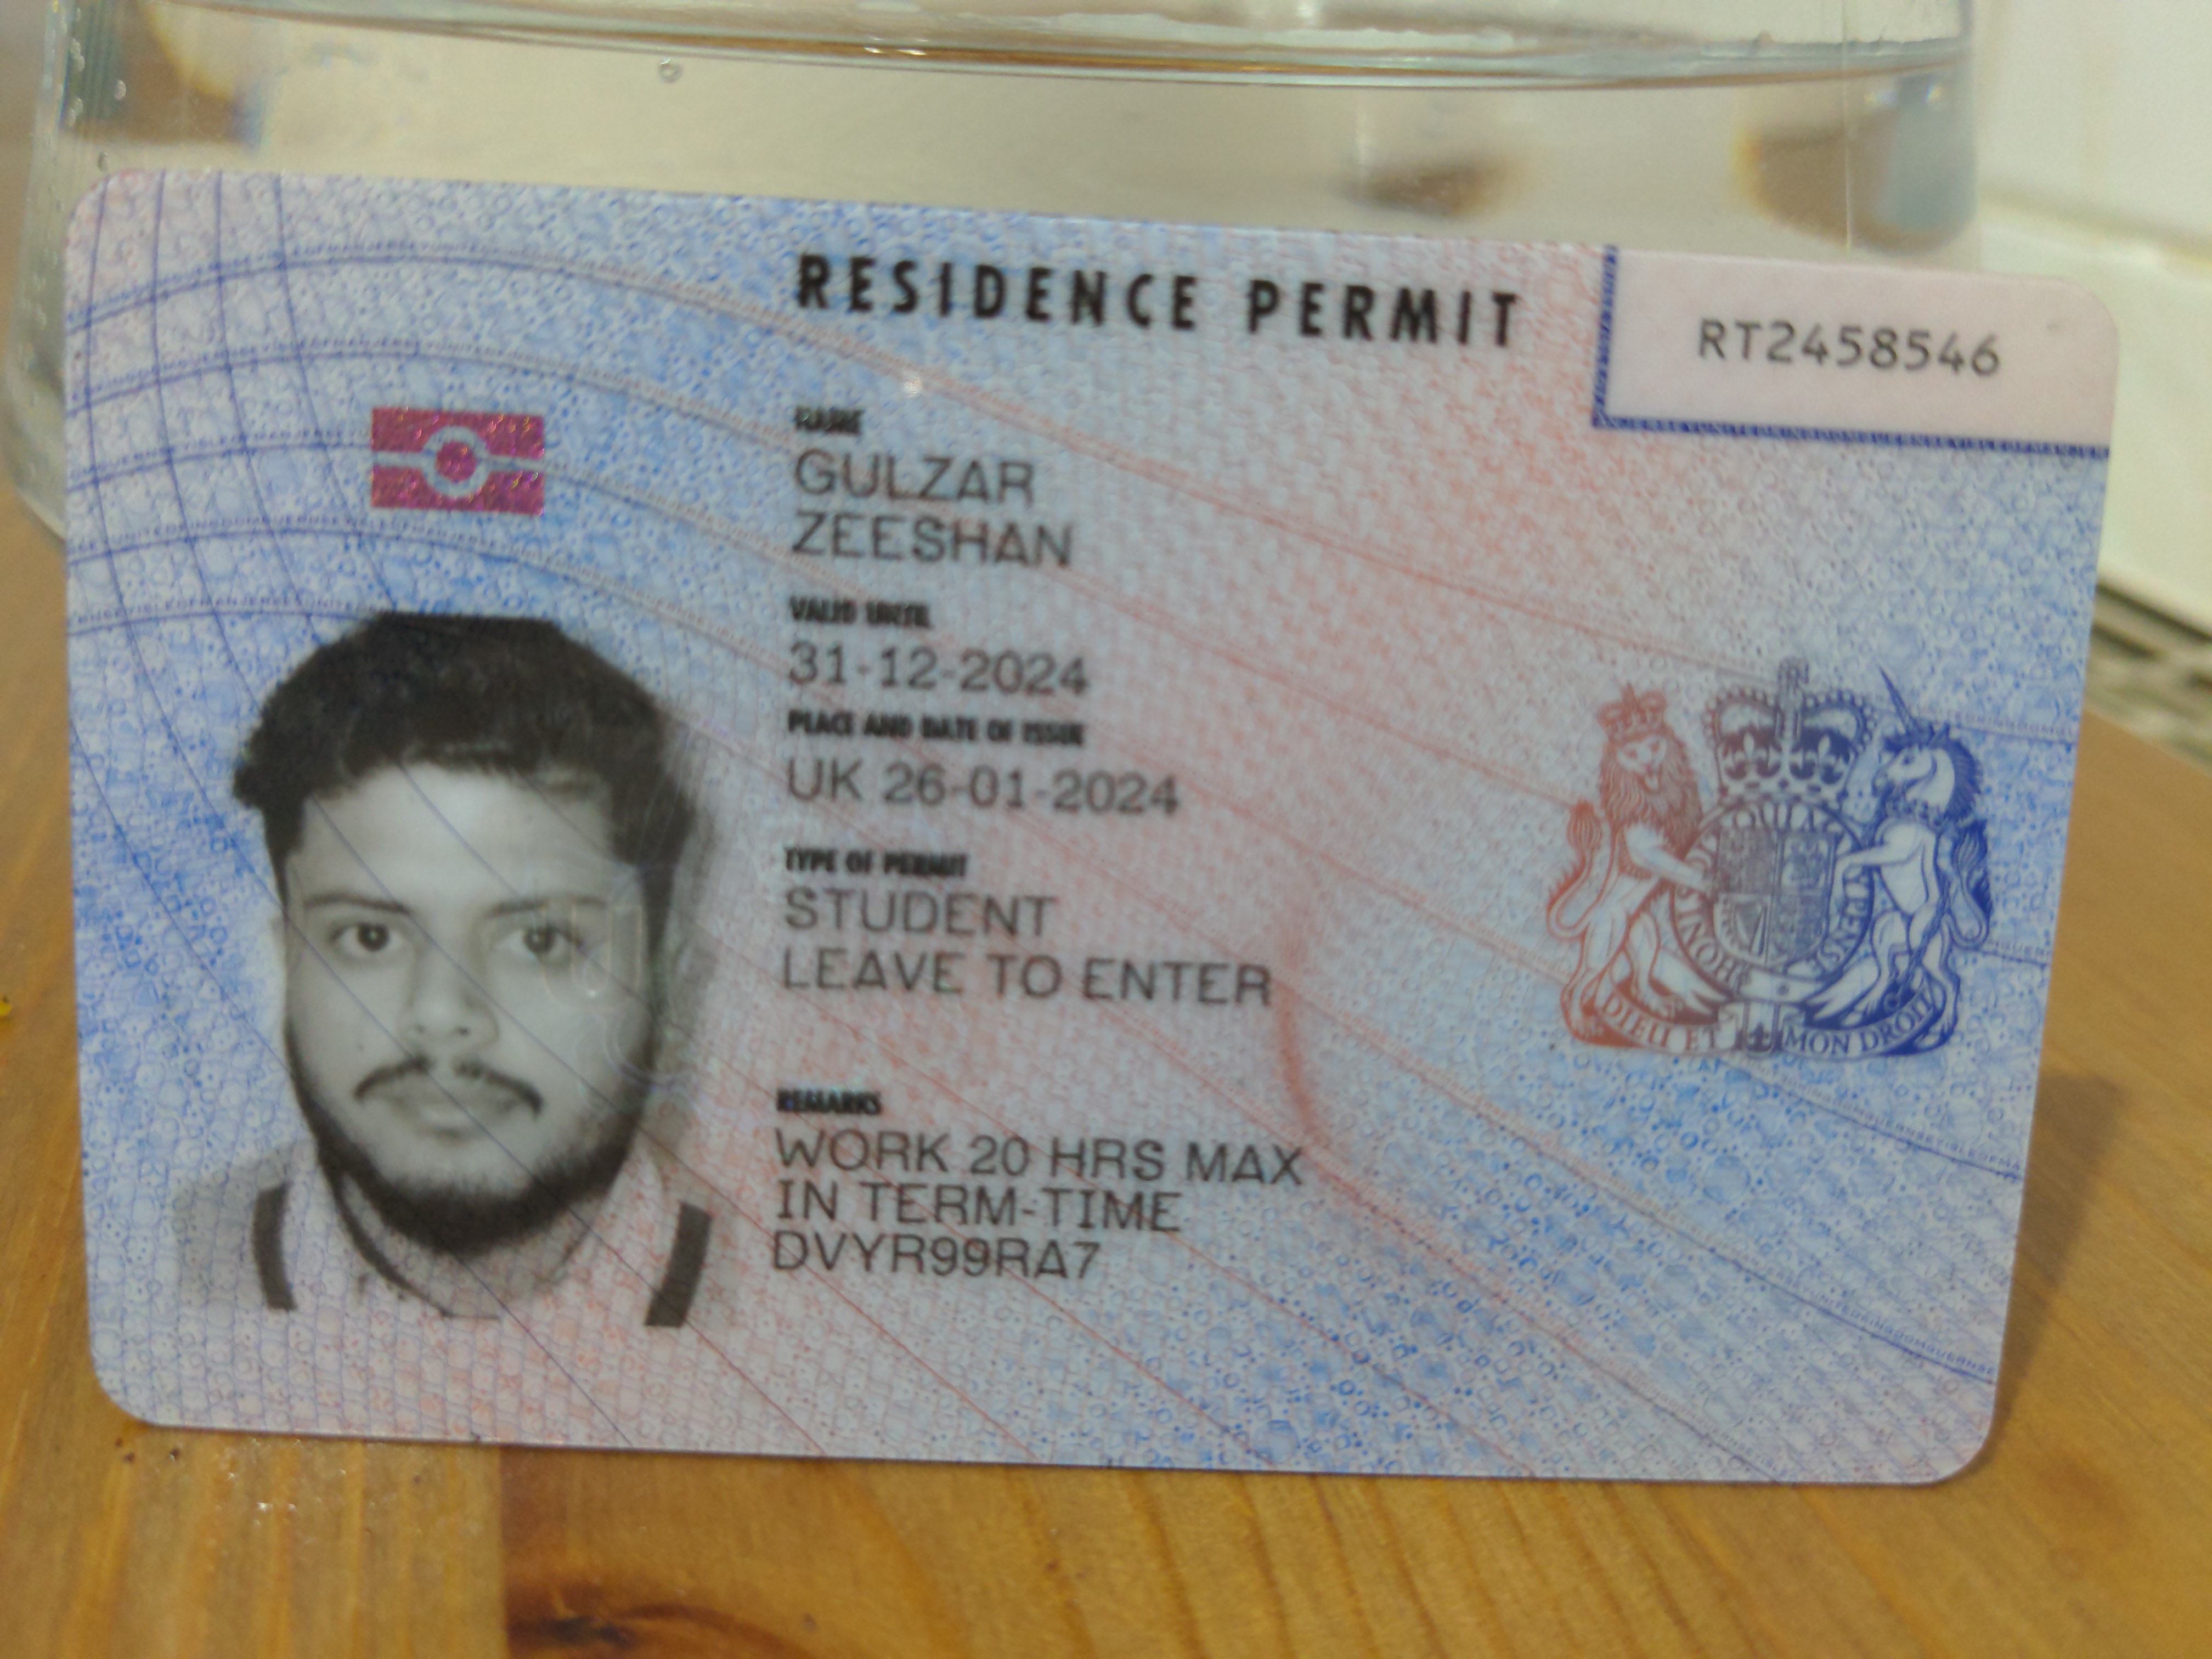 RESIDENCE PERMIT
RT2458546
NAME
GULZAR
ZEESHAN
VALID UNTIL
31-12-2024
PLACE AND DATE OF ISSUE
UK 26-01-2024
TYPE OF PERMIT
STUDENT
LEAVE TO ENTER
REMARKS
WORK 20 HRS MAX
IN TERM-TIME
DVYR99RA7
DIEU ET MON DROIT